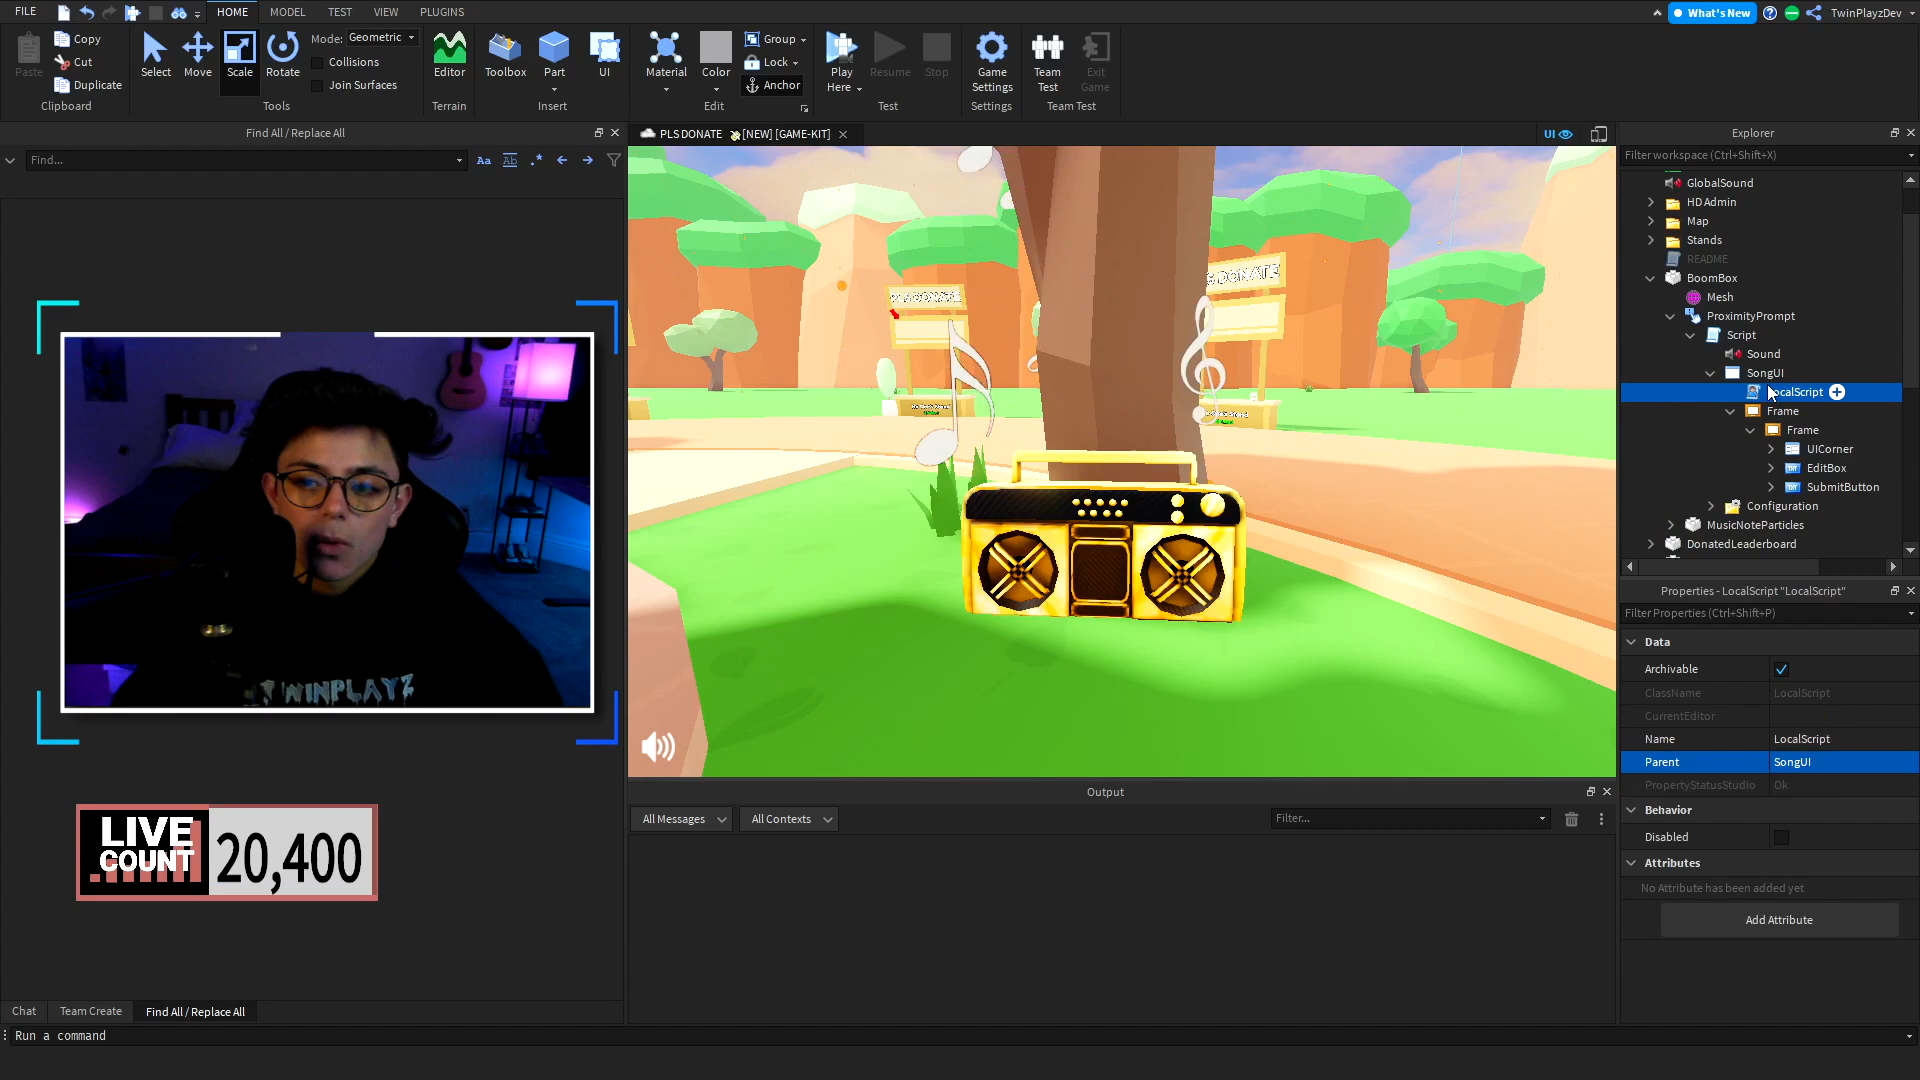 FILE
HOME
MODEL
TEST
VIEW
PLUGINS
What's New
TwinPlayzDev
Paste
Copy
Cut
Duplicate
Clipboard
Select
Move
Scale
Rotate
Mode: Geometric
Collisions
Join Surfaces
Tools
Editor
Terrain
Toolbox
Part
UI
Insert
Material
Color
Group
Lock
Anchor
Edit
Play
Here
Resume
Stop
Test
Game
Settings
Settings
Team
Test
Exit
Game
Team Test
Find All / Replace All
Find...
Aa
Ab
.*
PLS DONATE
[NEW] [GAME-KIT]
UI
PLS DONATE
S DONATE
TWINPLAYZ
LIVE
COUNT
20,400
Output
All Messages
All Contexts
Filter...
Explorer
Filter workspace (Ctrl+Shift+X)
GlobalSound
HD Admin
Map
Stands
README
BoomBox
Mesh
ProximityPrompt
Script
Sound
SongUI
LocalScript
Frame
Frame
UICorner
EditBox
SubmitButton
Configuration
MusicNoteParticles
DonatedLeaderboard
Properties - LocalScript "LocalScript"
Filter Properties (Ctrl+Shift+P)
Data
Archivable
ClassName LocalScript
CurrentEditor
Name LocalScript
Parent SongUI
PropertyStatusStudio Ok
Behavior
Disabled
Attributes
No Attribute has been added yet
Add Attribute
Chat
Team Create
Find All / Replace All
Run a command